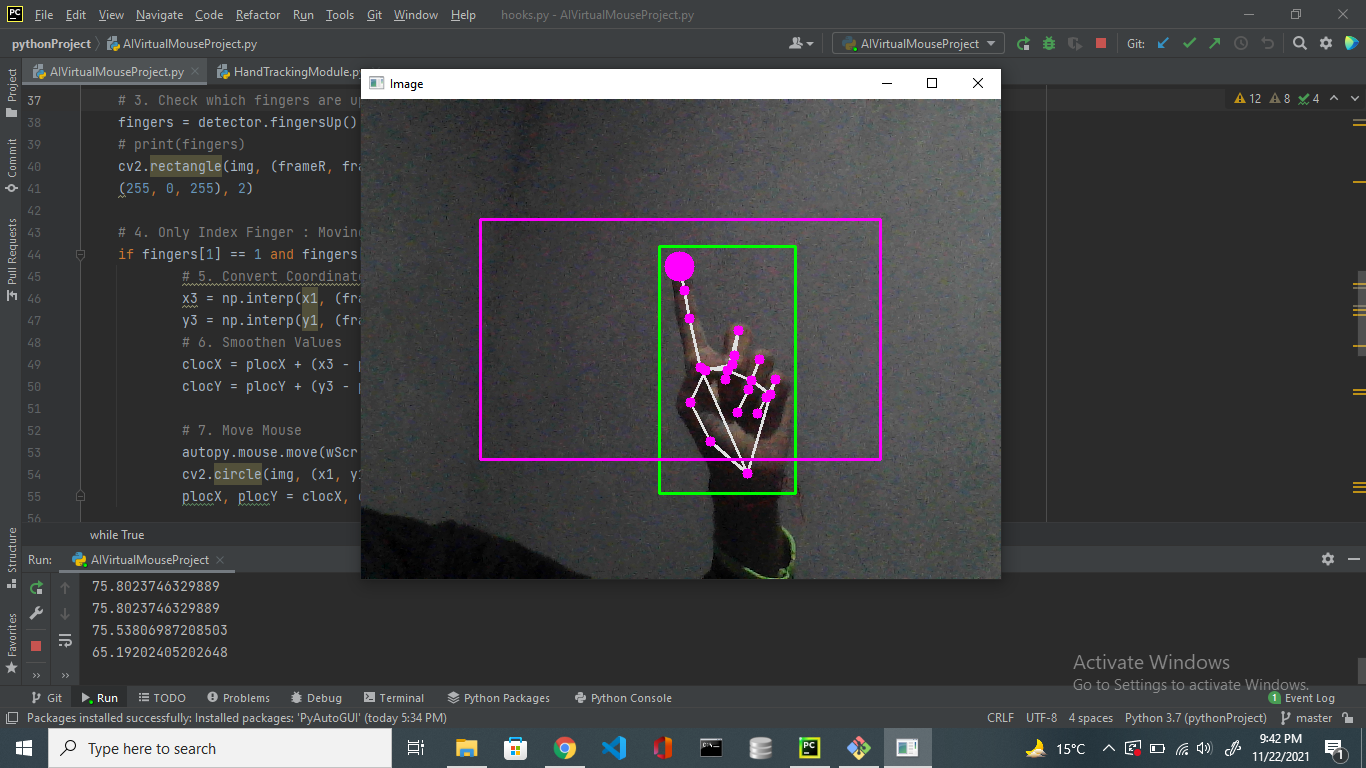 PC File Edit View Navigate Code Refactor Run Tools Git Window Help hooks.py - AIVirtualMouseProject.py
pythonProject AIVirtualMouseProject.py AIVirtualMouseProject Git:
AIVirtualMouseProject.py HandTrackingModule.py
Image
37 # 3. Check which fingers are up
12 8 4
38 fingers = detector.fingersUp()
39 # print(fingers)
40 cv2.rectangle(img, (frameR, fra
41 (255, 0, 255), 2)
42
43 # 4. Only Index Finger : Moving
44 if fingers[1] == 1 and fingers
45 # 5. Convert Coordinate
46 x3 = np.interp(x1, (fra
47 y3 = np.interp(y1, (fra
48 # 6. Smoothen Values
49 clocX = plocX + (x3 - p
50 clocY = plocY + (y3 - p
51
52 # 7. Move Mouse
53 autopy.mouse.move(wScr
54 cv2.circle(img, (x1, y1
55 plocX, plocY = clocX,
56
while True
Project
Commit
Pull Requests
Structure
Favorites
Run: AIVirtualMouseProject
75.8023746329889
75.8023746329889
75.53806987208503
65.19202405202648
Activate Windows
Go to Settings to activate Windows.
Git Run TODO Problems Debug Terminal Python Packages Python Console 1 Event Log
Packages installed successfully: Installed packages: 'PyAutoGUI' (today 5:34 PM) CRLF UTF-8 4 spaces Python 3.7 (pythonProject) master
Type here to search
PC
15°C
9:42 PM
11/22/2021
1